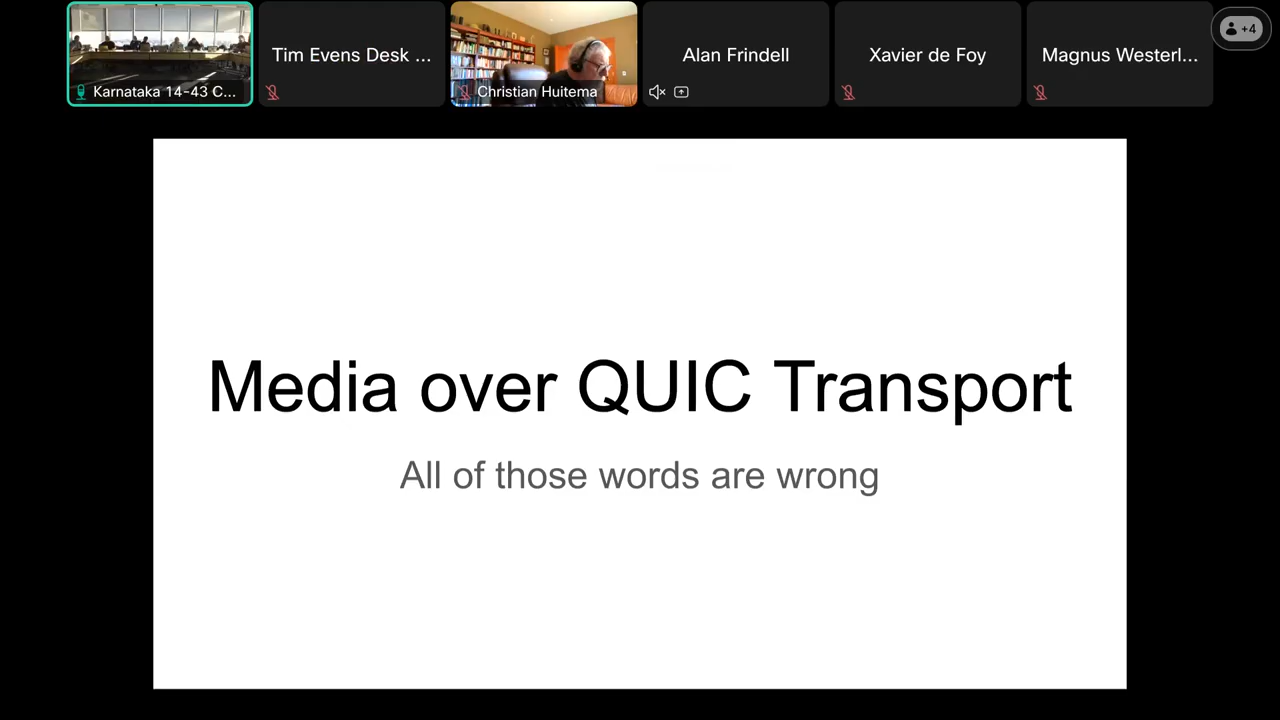 Karnataka 14-43 C...
Tim Evens Desk ...
Christian Huitema
Alan Frindell
Xavier de Foy
Magnus Westerl...
+4
Media over QUIC Transport
All of those words are wrong